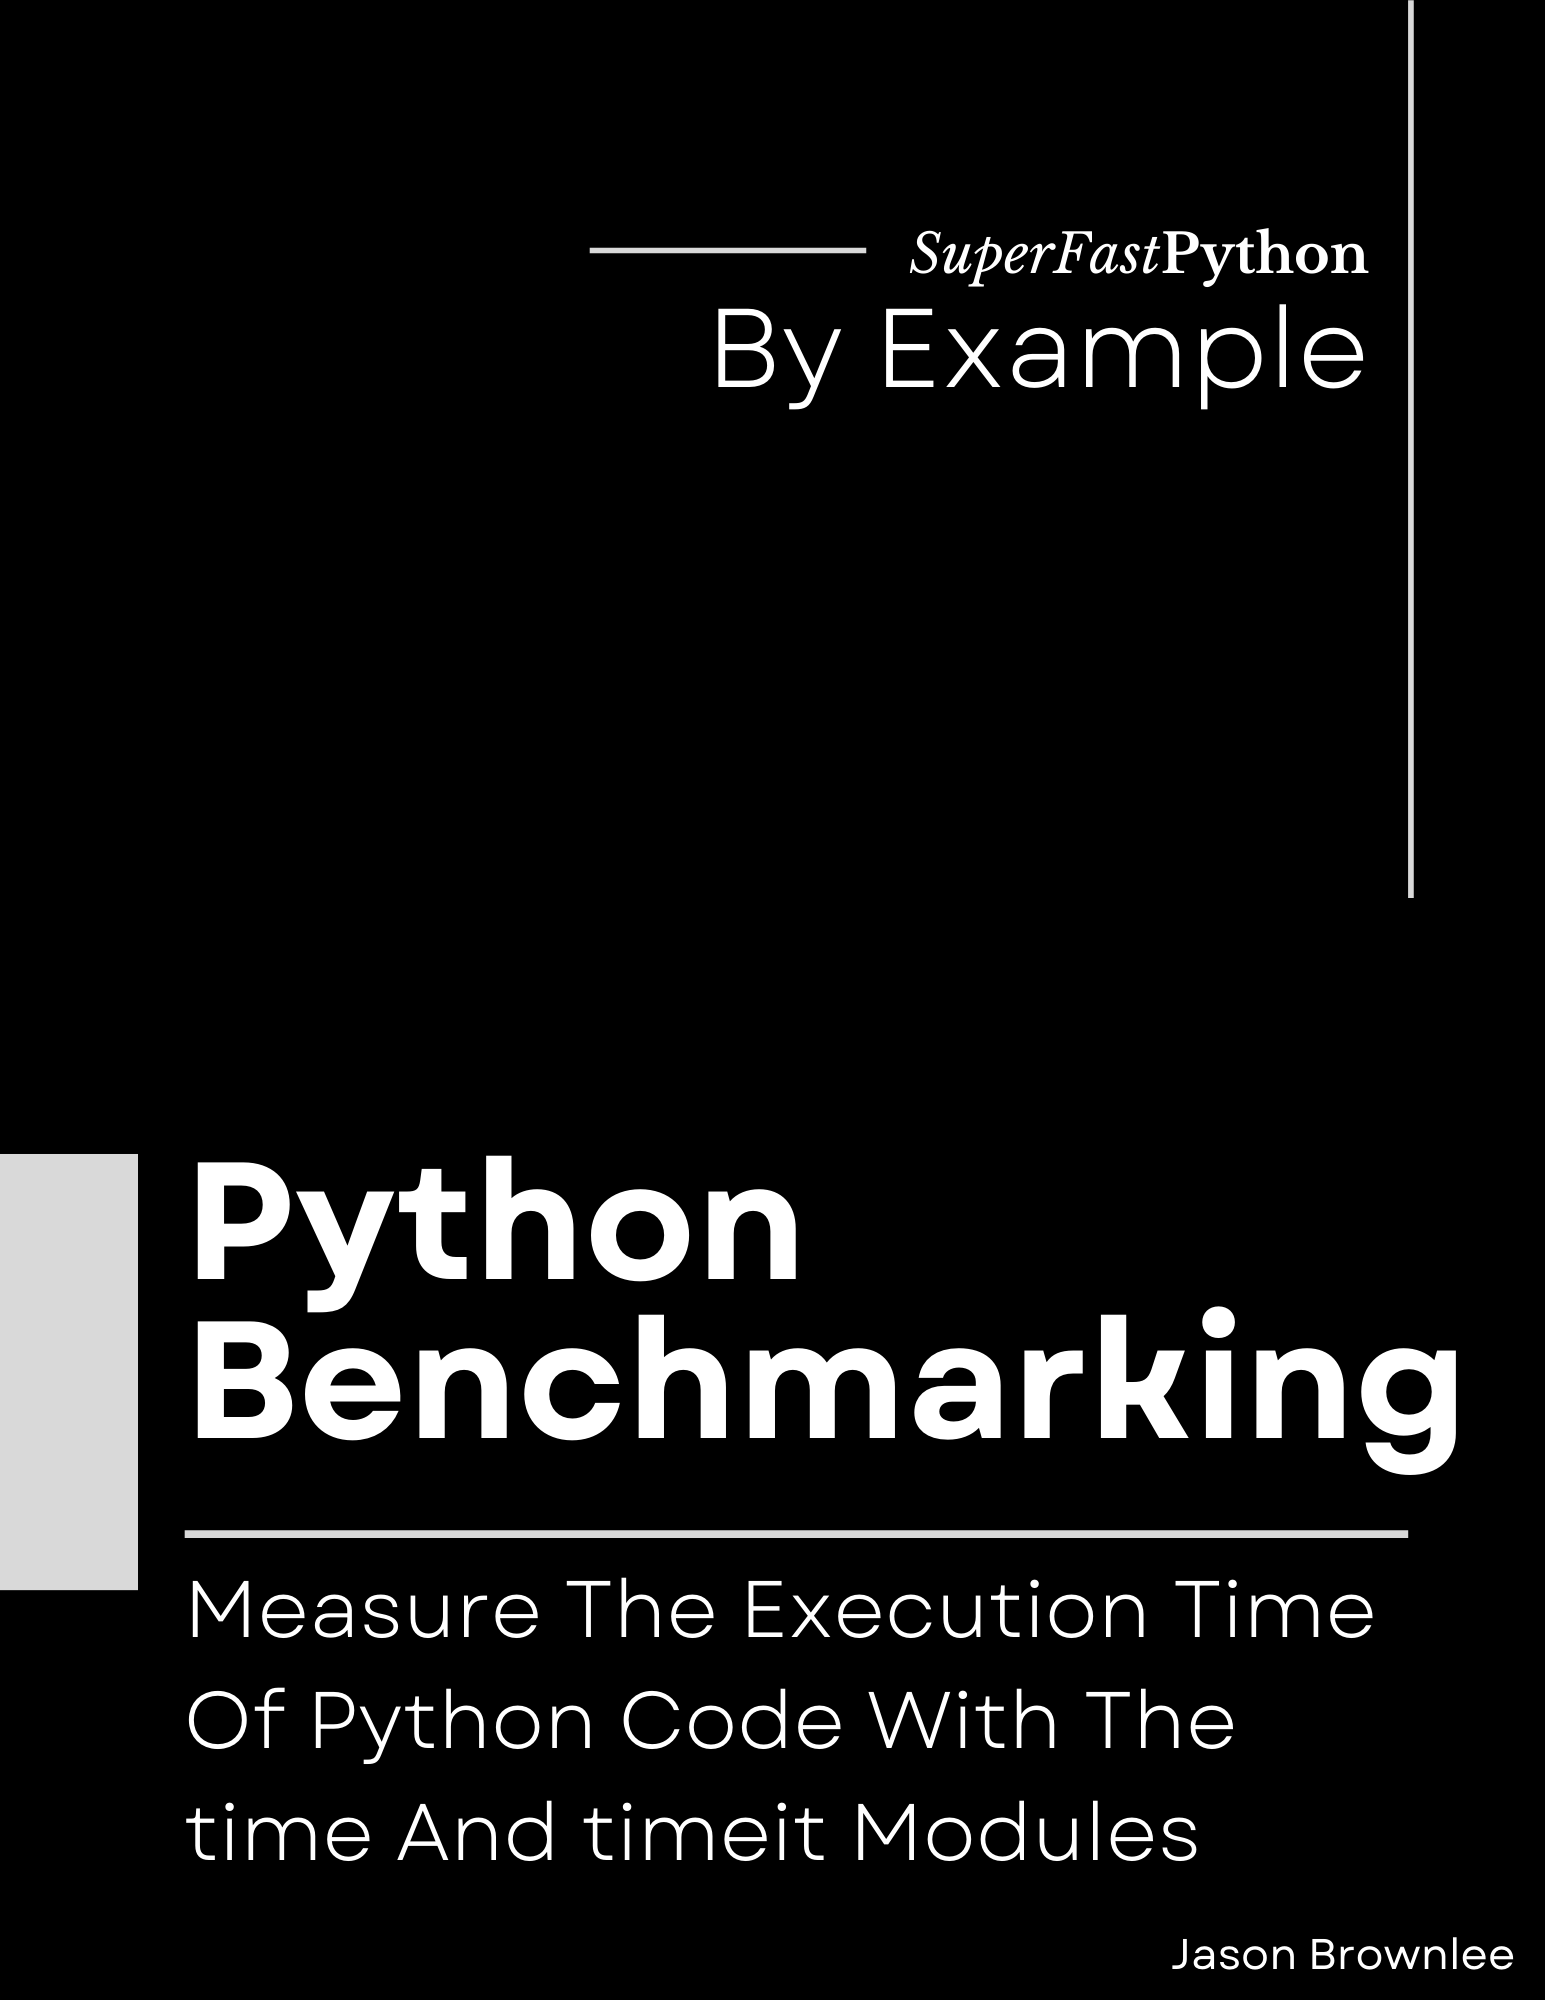 SuperFastPython
By Example
Python
Benchmarking
Measure The Execution Time
Of Python Code With The
time And timeit Modules
Jason Brownlee